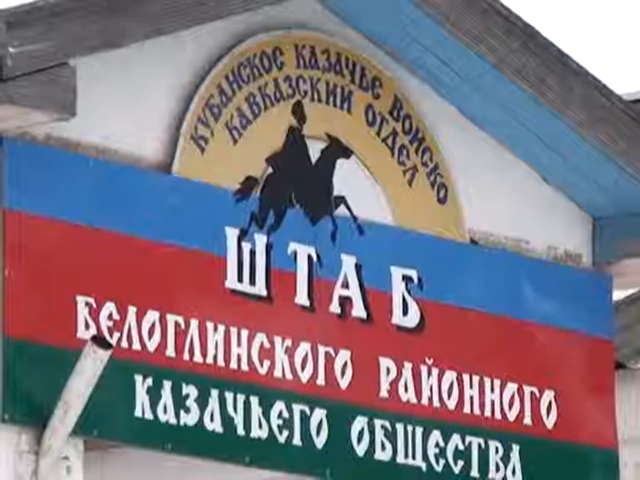 КУБАНСКОЕ КАЗАЧЬЕ ВОЙСКО
КАВКАЗСКИЙ ОТДЕЛ
ШТАБ
БЕЛОГЛИНСКОГО РАЙОННОГО
КАЗАЧЬЕГО ОБЩЕСТВА